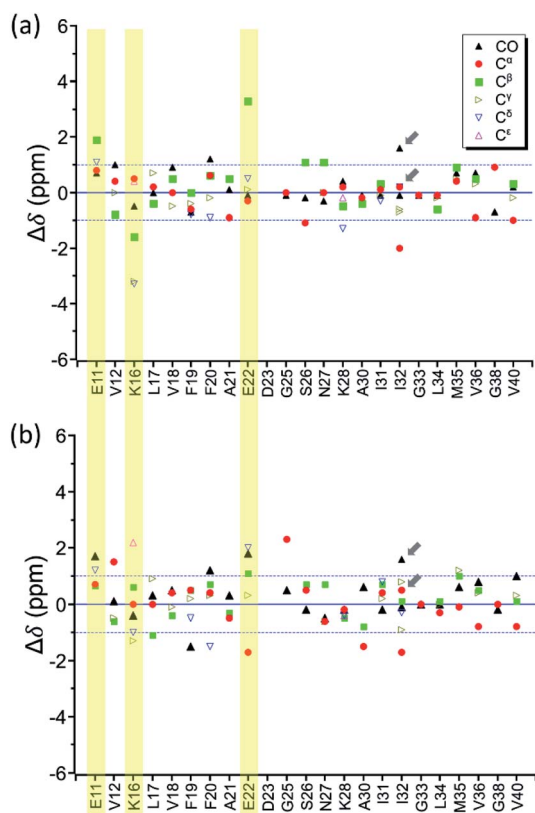 (a)
6
4
2
0
-2
-4
-6
Δδ (ppm)
CO
Cα
Cβ
Cγ
Cδ
Cε
E11
V12
K16
L17
V18
F19
F20
A21
E22
D23
G25
S26
N27
K28
A30
I31
I32
G33
L34
M35
V36
G38
V40
(b)
6
4
2
0
-2
-4
-6
Δδ (ppm)
E11
V12
K16
L17
V18
F19
F20
A21
E22
D23
G25
S26
N27
K28
A30
I31
I32
G33
L34
M35
V36
G38
V40